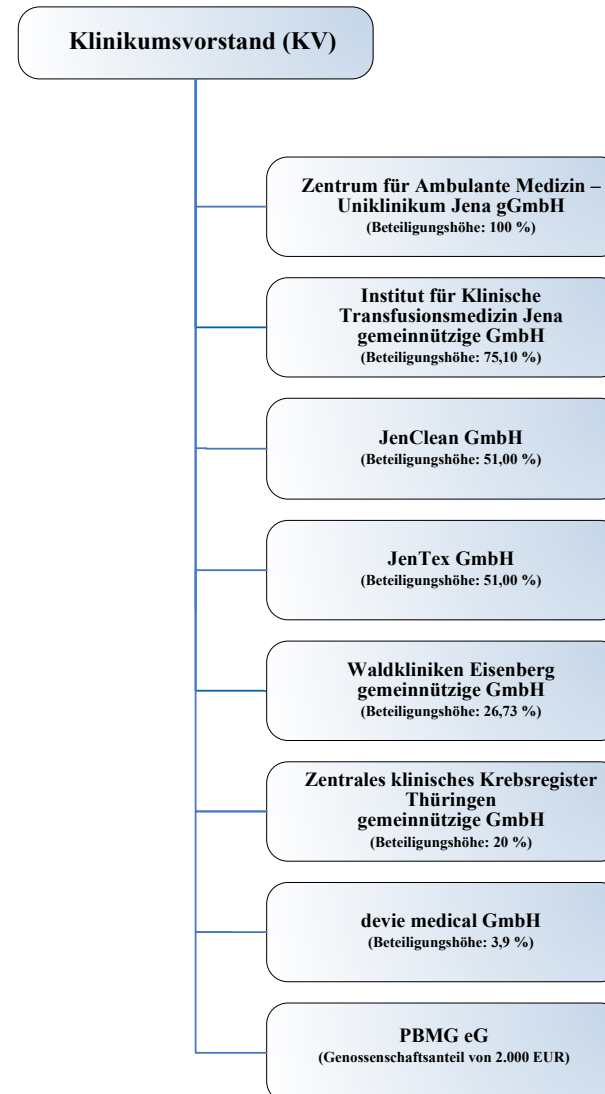 Klinikumsvorstand (KV)
Zentrum für Ambulante Medizin –
Uniklinikum Jena gGmbH
(Beteiligungshöhe: 100 %)
Institut für Klinische
Transfusionsmedizin Jena
gemeinnützige GmbH
(Beteiligungshöhe: 75,10 %)
JenClean GmbH
(Beteiligungshöhe: 51,00 %)
JenTex GmbH
(Beteiligungshöhe: 51,00 %)
Waldkliniken Eisenberg
gemeinnützige GmbH
(Beteiligungshöhe: 26,73 %)
Zentrales klinisches Krebsregister
Thüringen
gemeinnützige GmbH
(Beteiligungshöhe: 20 %)
devie medical GmbH
(Beteiligungshöhe: 3,9 %)
PBMG eG
(Genossenschaftsanteil von 2.000 EUR)